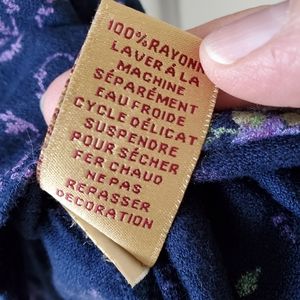 100% RAYONNE
LAVER À LA
MACHINE
SÉPARÉMENT
EAU FROIDE
CYCLE DÉLICAT
SUSPENDRE
POUR SÉCHER
FER CHAUD
NE PAS
REPASSER
DÉCORATION